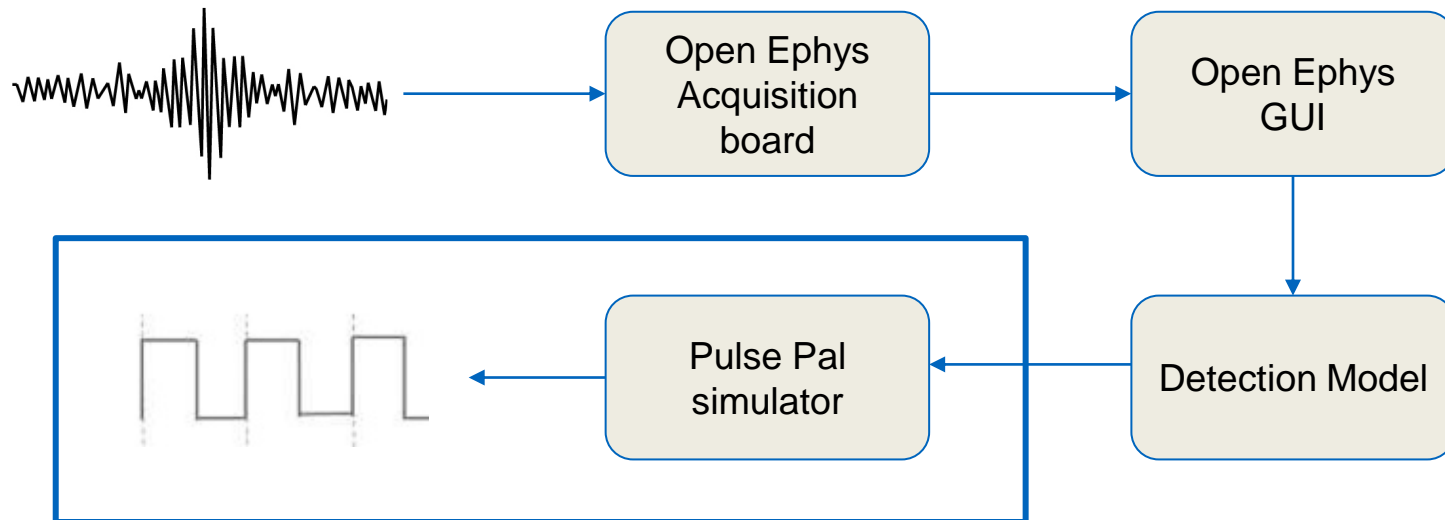 Open Ephys
Acquisition
board
Open Ephys
GUI
Pulse Pal
simulator
Detection Model